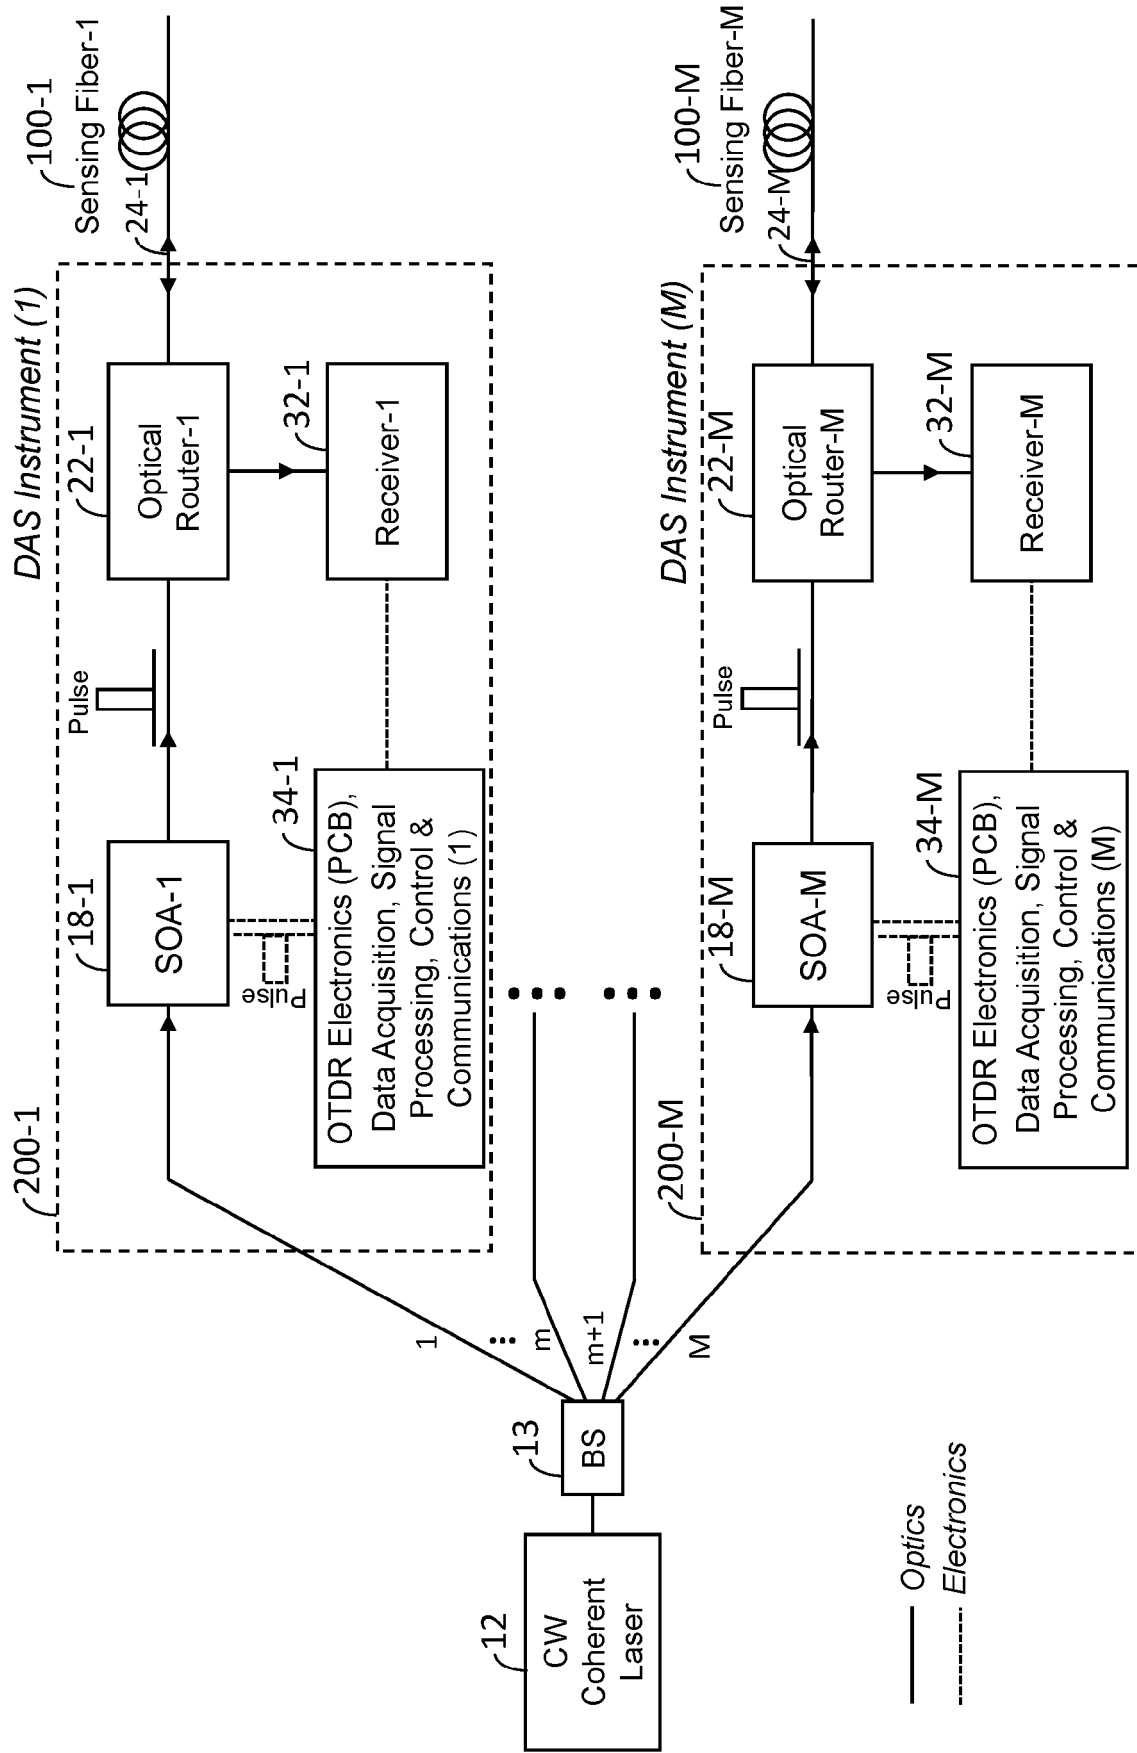 200-1
DAS Instrument (1)
100-1
Sensing Fiber-1
24-1
18-1
SOA-1
Pulse
Pulse
22-1
Optical
Router-1
32-1
Receiver-1
34-1
OTDR Electronics (PCB),
Data Acquisition, Signal
Processing, Control &
Communications (1)
12
CW
Coherent
Laser
13
BS
1
m
m+1
M
200-M
DAS Instrument (M)
100-M
Sensing Fiber-M
24-M
18-M
SOA-M
Pulse
Pulse
22-M
Optical
Router-M
32-M
Receiver-M
34-M
OTDR Electronics (PCB),
Data Acquisition, Signal
Processing, Control &
Communications (M)
Optics
Electronics